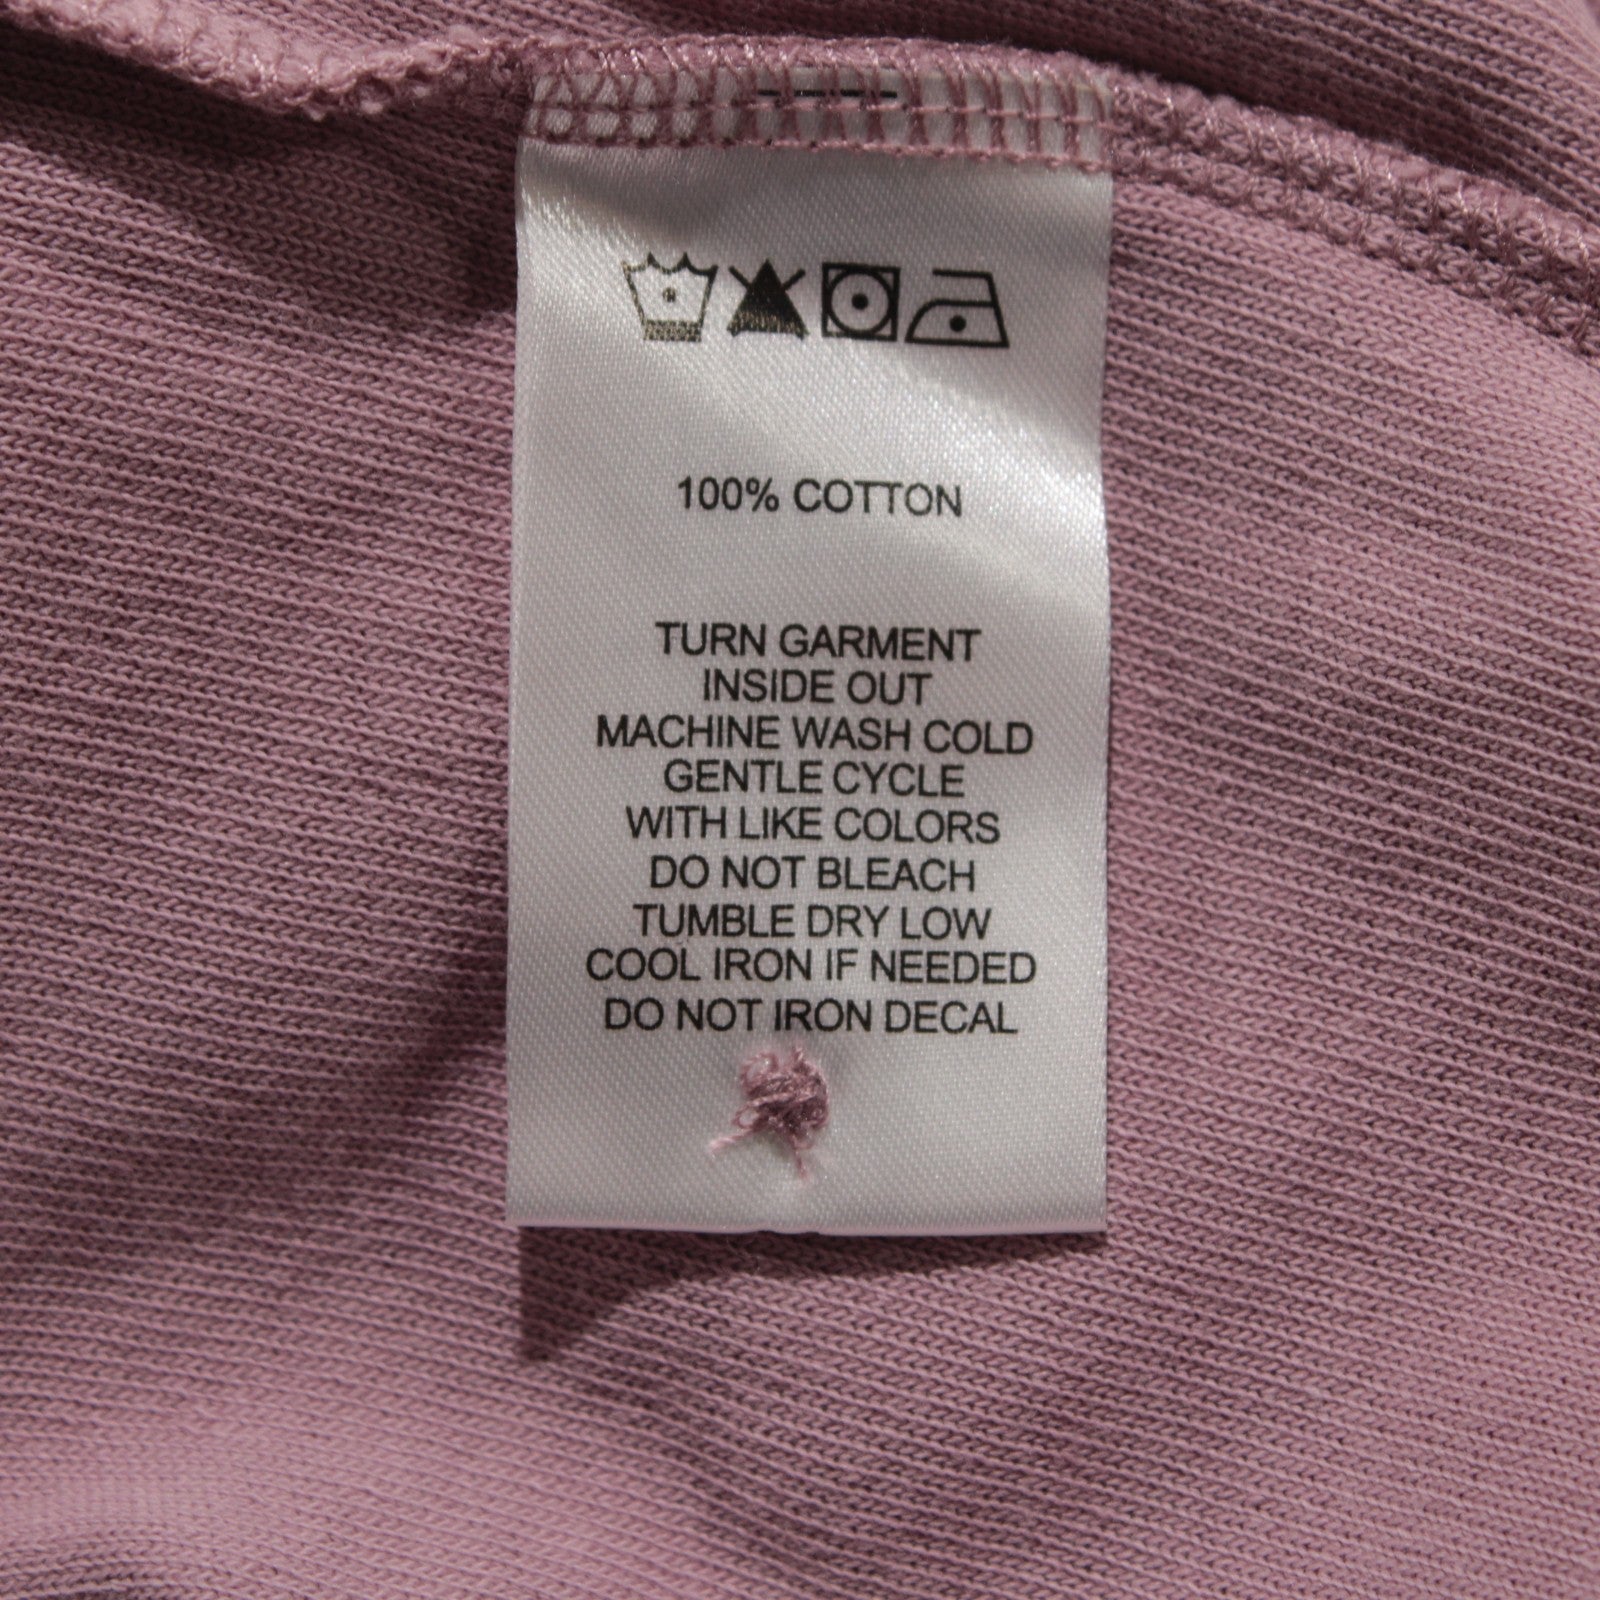 100% COTTON
TURN GARMENT
INSIDE OUT
MACHINE WASH COLD
GENTLE CYCLE
WITH LIKE COLORS
DO NOT BLEACH
TUMBLE DRY LOW
COOL IRON IF NEEDED
DO NOT IRON DECAL